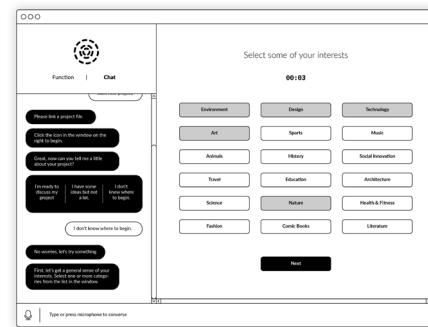 Function | Chat
Please link a project file.
Click the icon in the window on the
right to begin.
Great, now can you tell me a little
about your project?
I'm ready to
discuss my
project
I have some
ideas but not
a lot.
I don't know
where
to begin.
I don't know where to begin.
No worries, let's try something.
First, let's get a general sense of your
interests. Select one or more catego-
ries from the list in the window.
Type or press microphone to converse
Select some of your interests
00:03
Environment
Design
Technology
Art
Sports
Music
Animals
History
Social Innovation
Travel
Education
Architecture
Science
Nature
Health & Fitness
Fashion
Comic Books
Literature
Next